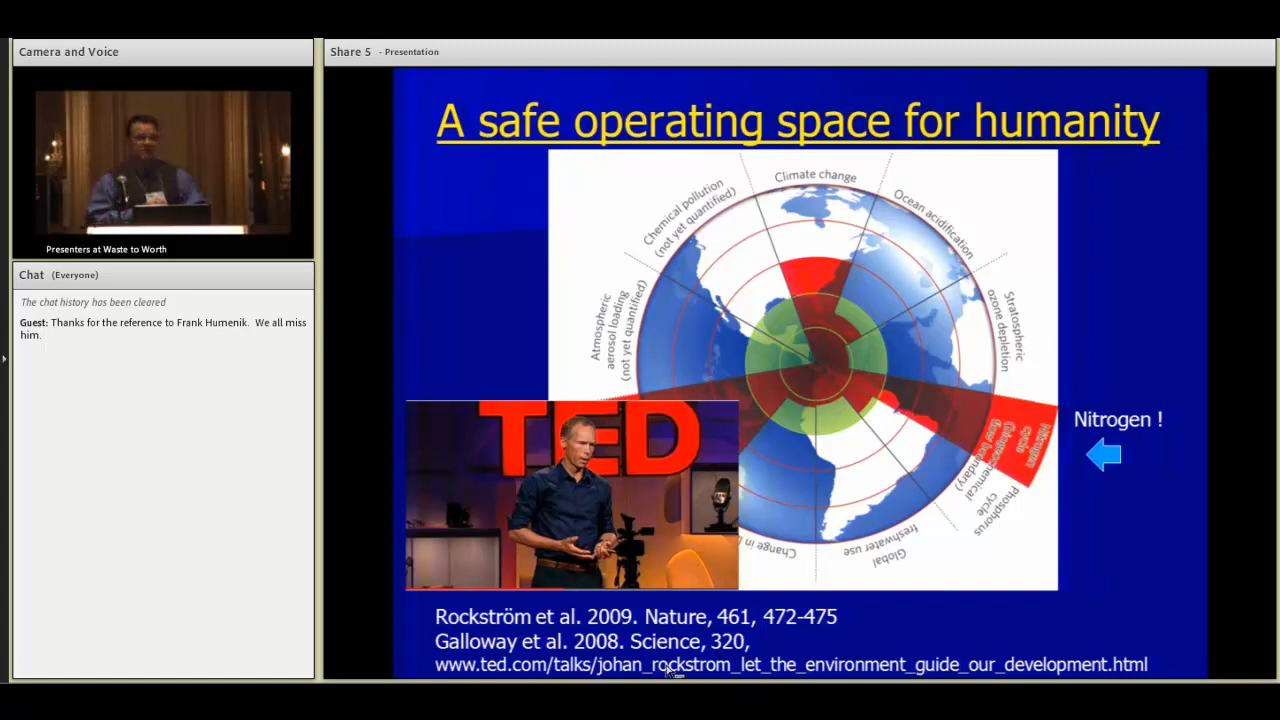 Camera and Voice
Presenters at Waste to Worth
Chat (Everyone)
The chat history has been cleared
Guest: Thanks for the reference to Frank Humenik. We all miss
him.
Share 5 - Presentation
A safe operating space for humanity
Climate change
Ocean acidification
Stratospheric
ozone depletion
Nitrogen
cycle
(biogeochemical
flow boundary)
Phosphorus
cycle
Global
freshwater use
Change in
Atmospheric
aerosol loading
(not yet quantified)
Chemical pollution
(not yet quantified)
TED
Nitrogen !
Rockström et al. 2009. Nature, 461, 472-475
Galloway et al. 2008. Science, 320,
www.ted.com/talks/johan_rockstrom_let_the_environment_guide_our_development.html